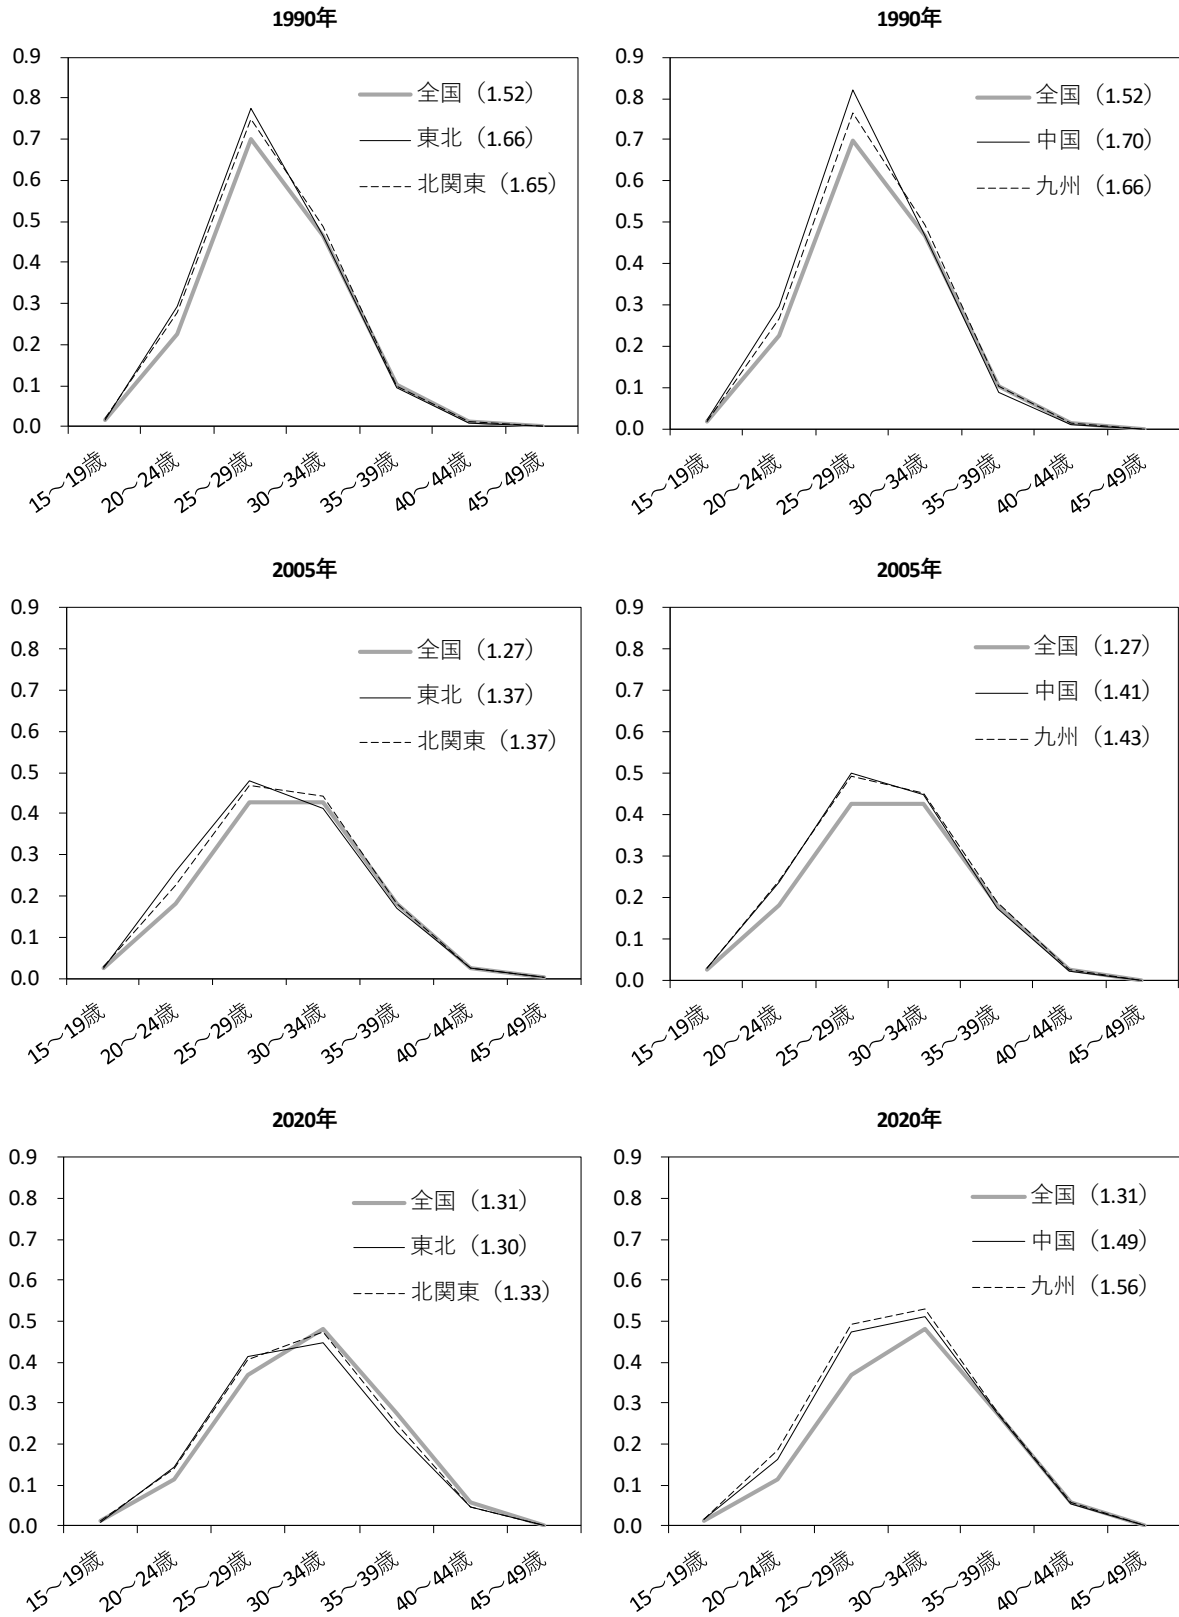 1990年
0.9
0.8
0.7
0.6
0.5
0.4
0.3
0.2
0.1
0.0
全国（1.52）
東北（1.66）
北関東（1.65）
15～19歳
20～24歳
25～29歳
30～34歳
35～39歳
40～44歳
45～49歳
1990年
0.9
0.8
0.7
0.6
0.5
0.4
0.3
0.2
0.1
0.0
全国（1.52）
中国（1.70）
九州（1.66）
15～19歳
20～24歳
25～29歳
30～34歳
35～39歳
40～44歳
45～49歳
2005年
0.9
0.8
0.7
0.6
0.5
0.4
0.3
0.2
0.1
0.0
全国（1.27）
東北（1.37）
北関東（1.37）
15～19歳
20～24歳
25～29歳
30～34歳
35～39歳
40～44歳
45～49歳
2005年
0.9
0.8
0.7
0.6
0.5
0.4
0.3
0.2
0.1
0.0
全国（1.27）
中国（1.41）
九州（1.43）
15～19歳
20～24歳
25～29歳
30～34歳
35～39歳
40～44歳
45～49歳
2020年
0.9
0.8
0.7
0.6
0.5
0.4
0.3
0.2
0.1
0.0
全国（1.31）
東北（1.30）
北関東（1.33）
15～19歳
20～24歳
25～29歳
30～34歳
35～39歳
40～44歳
45～49歳
2020年
0.9
0.8
0.7
0.6
0.5
0.4
0.3
0.2
0.1
0.0
全国（1.31）
中国（1.49）
九州（1.56）
15～19歳
20～24歳
25～29歳
30～34歳
35～39歳
40～44歳
45～49歳